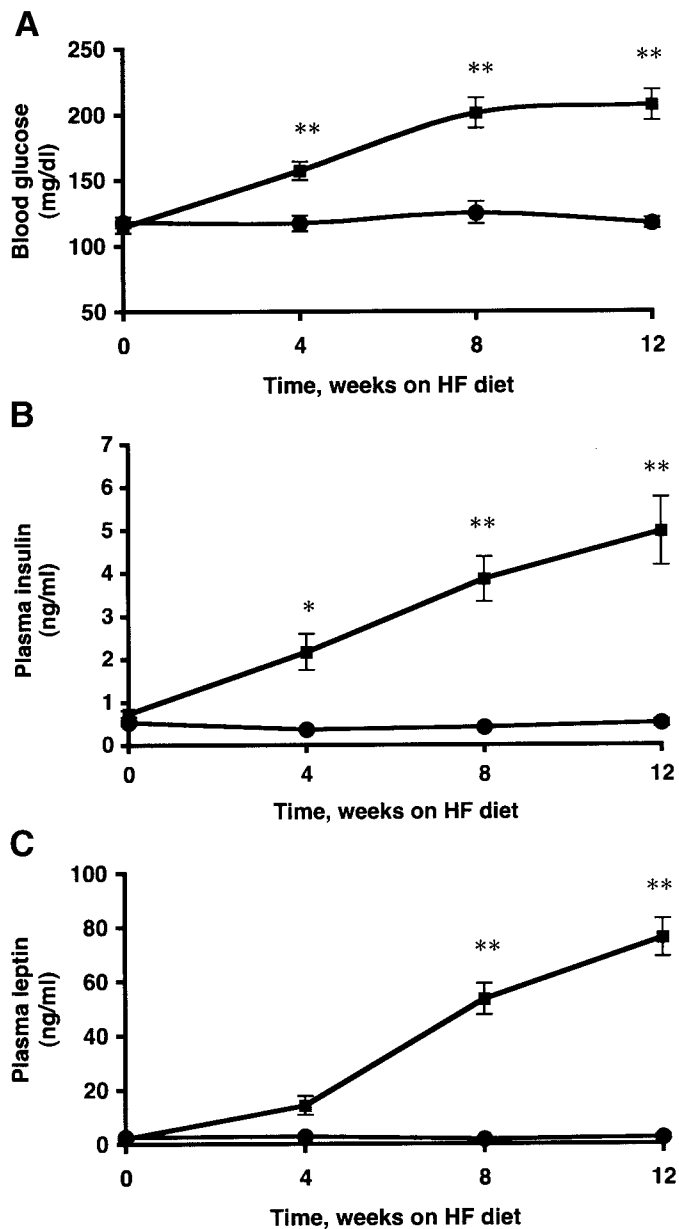 A
250
200
150
100
50
Blood glucose
(mg/dl)
**
**
**
0 4 8 12
Time, weeks on HF diet
B
7
6
5
4
3
2
1
0
Plasma insulin
(ng/ml)
*
**
**
0 4 8 12
Time, weeks on HF diet
C
100
80
60
40
20
0
Plasma leptin
(ng/ml)
**
**
0 4 8 12
Time, weeks on HF diet